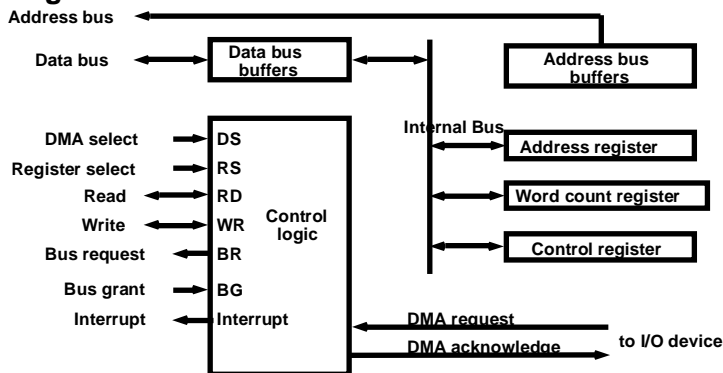 Address bus
Data bus
Data bus
buffers
Address bus
buffers
Internal Bus
DMA select
DS
Register select
RS
Read
RD
Write
WR
Bus request
BR
Bus grant
BG
Interrupt
Interrupt
Control
logic
Address register
Word count register
Control register
DMA request
DMA acknowledge
to I/O device